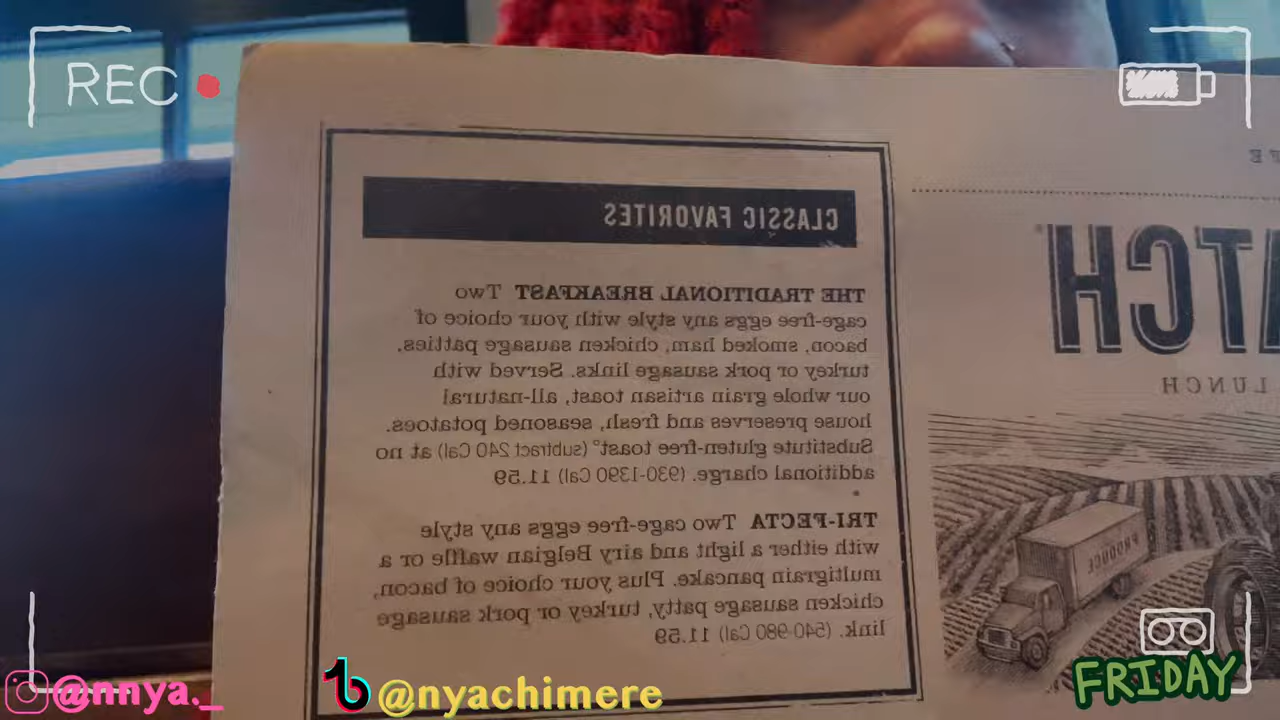 REC
CLASSIC FAVORITES
THE TRADITIONAL BREAKFAST Two
cage-free eggs any style with your choice of
bacon, smoked ham, chicken sausage patties,
turkey or pork sausage links. Served with
our whole grain artisan toast, all-natural
house preserves and fresh, seasoned potatoes.
Substitute gluten-free toast° (subtract 240 Cal) at no
additional charge. (930-1390 Cal) 11.59
TRI-FECTA Two cage-free eggs any style
with either a light and airy Belgian waffle or a
multigrain pancake. Plus your choice of bacon,
chicken sausage patty, turkey or pork sausage
link. (540-980 Cal) 11.59
ATCH
LUNCH
PRODUCE
@nnya._
@nyachimere
FRIDAY